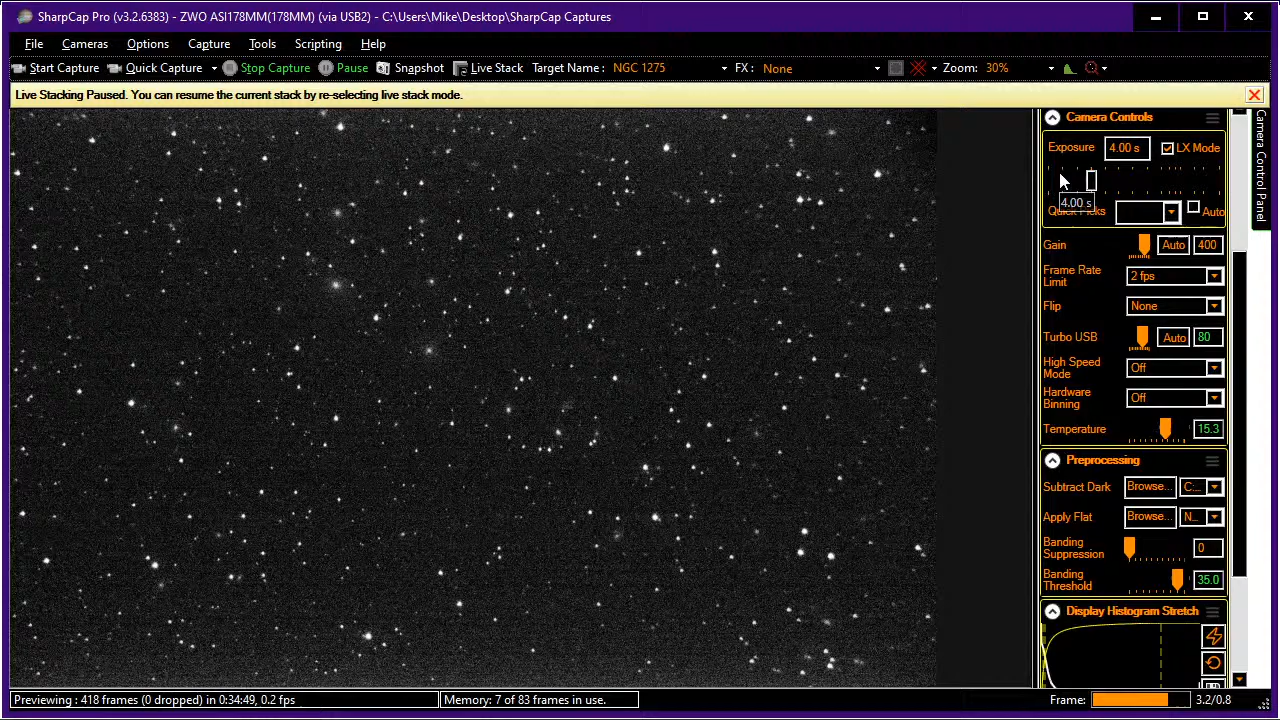 SharpCap Pro (v3.2.6383) - ZWO ASI178MM(178MM) (via USB2) - C:\Users\Mike\Desktop\SharpCap Captures
File Cameras Options Capture Tools Scripting Help
Start Capture Quick Capture Stop Capture Pause Snapshot Live Stack Target Name: NGC 1275 FX: None Zoom: 30%
Live Stacking Paused. You can resume the current stack by re-selecting live stack mode.
Camera Controls
Camera Control Panel
Exposure 4.00 s LX Mode
4.00 s
Quick Picks Auto
Gain Auto 400
Frame Rate
Limit
2 fps
Flip None
Turbo USB Auto 80
High Speed
Mode
Off
Hardware
Binning
Off
Temperature 15.3
Preprocessing
Subtract Dark Browse... C:...
Apply Flat Browse... N...
Banding
Suppression
0
Banding
Threshold
35.0
Display Histogram Stretch
Previewing : 418 frames (0 dropped) in 0:34:49, 0.2 fps
Memory: 7 of 83 frames in use.
Frame: 3.2/0.8